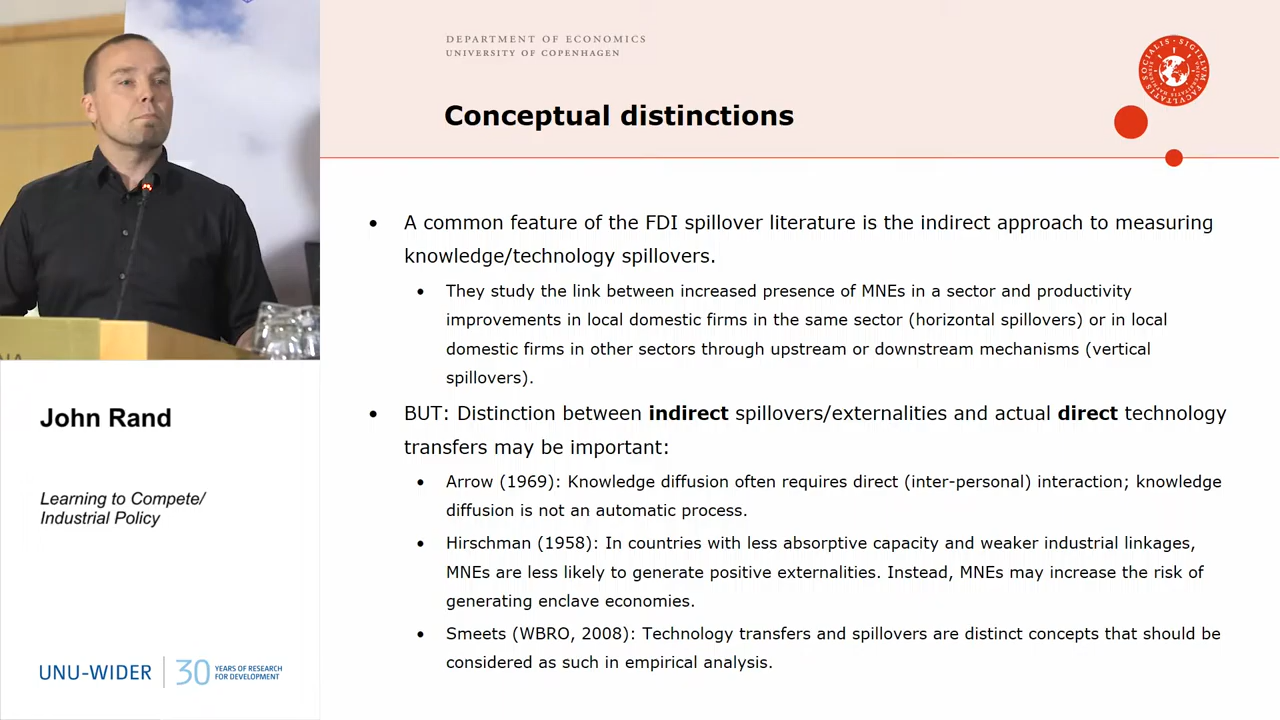 DEPARTMENT OF ECONOMICS
UNIVERSITY OF COPENHAGEN
Conceptual distinctions
• A common feature of the FDI spillover literature is the indirect approach to measuring
knowledge/technology spillovers.
• They study the link between increased presence of MNEs in a sector and productivity
improvements in local domestic firms in the same sector (horizontal spillovers) or in local
domestic firms in other sectors through upstream or downstream mechanisms (vertical
spillovers).
• BUT: Distinction between indirect spillovers/externalities and actual direct technology
transfers may be important:
• Arrow (1969): Knowledge diffusion often requires direct (inter-personal) interaction; knowledge
diffusion is not an automatic process.
• Hirschman (1958): In countries with less absorptive capacity and weaker industrial linkages,
MNEs are less likely to generate positive externalities. Instead, MNEs may increase the risk of
generating enclave economies.
• Smeets (WBRO, 2008): Technology transfers and spillovers are distinct concepts that should be
considered as such in empirical analysis.
John Rand
Learning to Compete/
Industrial Policy
UNU-WIDER
30 YEARS OF RESEARCH
FOR DEVELOPMENT